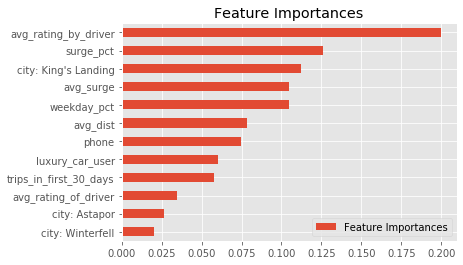 Feature Importances
avg_rating_by_driver
surge_pct
city: King's Landing
avg_surge
weekday_pct
avg_dist
phone
luxury_car_user
trips_in_first_30_days
avg_rating_of_driver
city: Astapor
city: Winterfell
Feature Importances
0.000 0.025 0.050 0.075 0.100 0.125 0.150 0.175 0.200